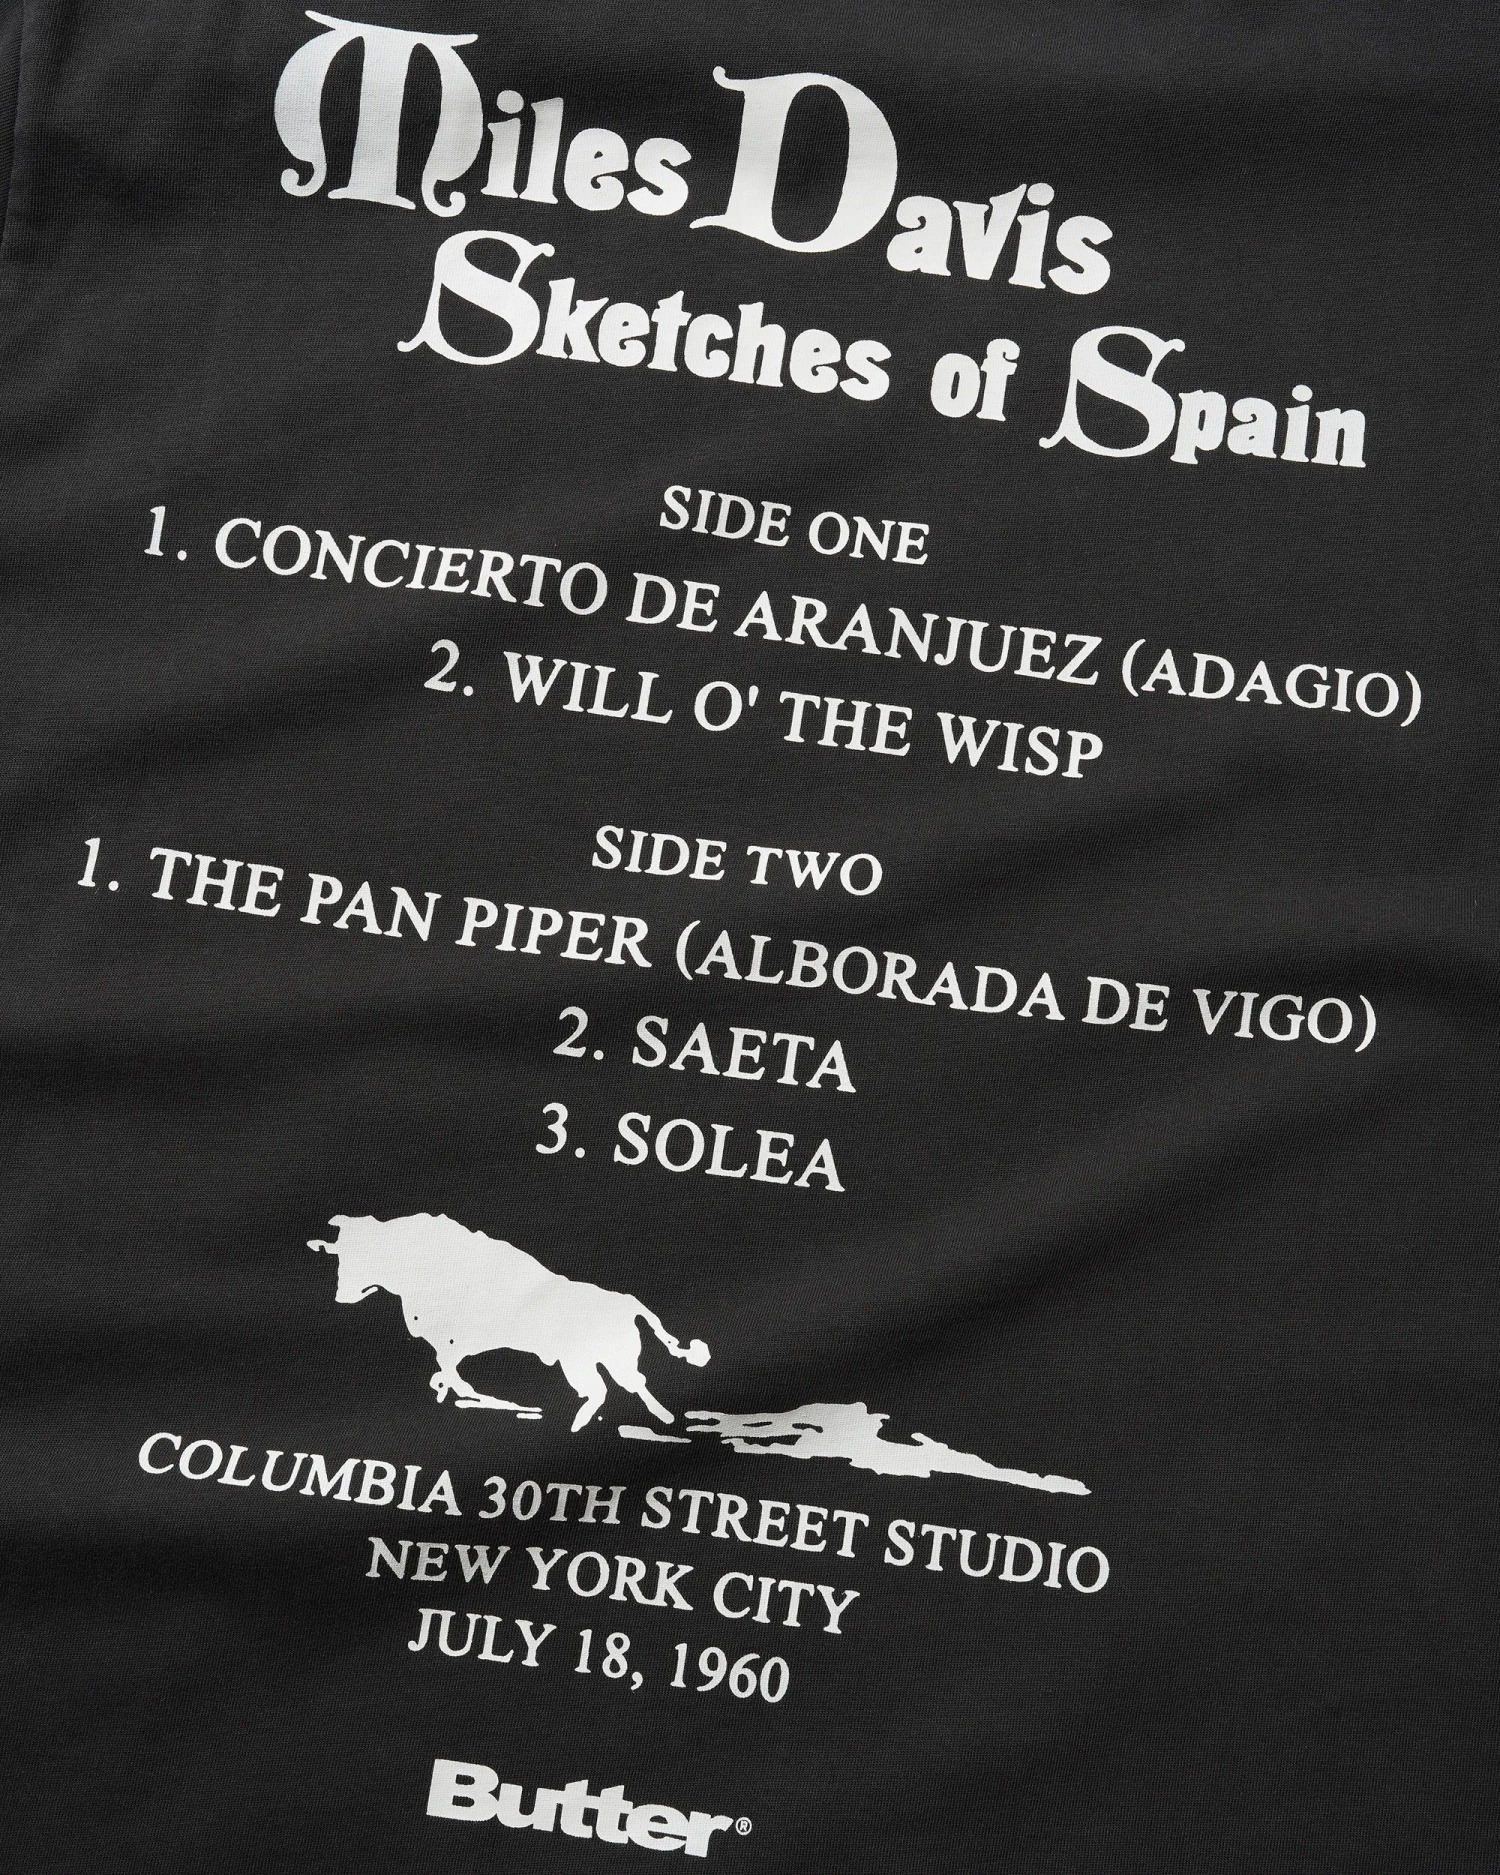 Miles Davis
Sketches of Spain
SIDE ONE
1. CONCIERTO DE ARANJUEZ (ADAGIO)
2. WILL O' THE WISP
SIDE TWO
1. THE PAN PIPER (ALBORADA DE VIGO)
2. SAETA
3. SOLEA
COLUMBIA 30TH STREET STUDIO
NEW YORK CITY
JULY 18, 1960
Butter®